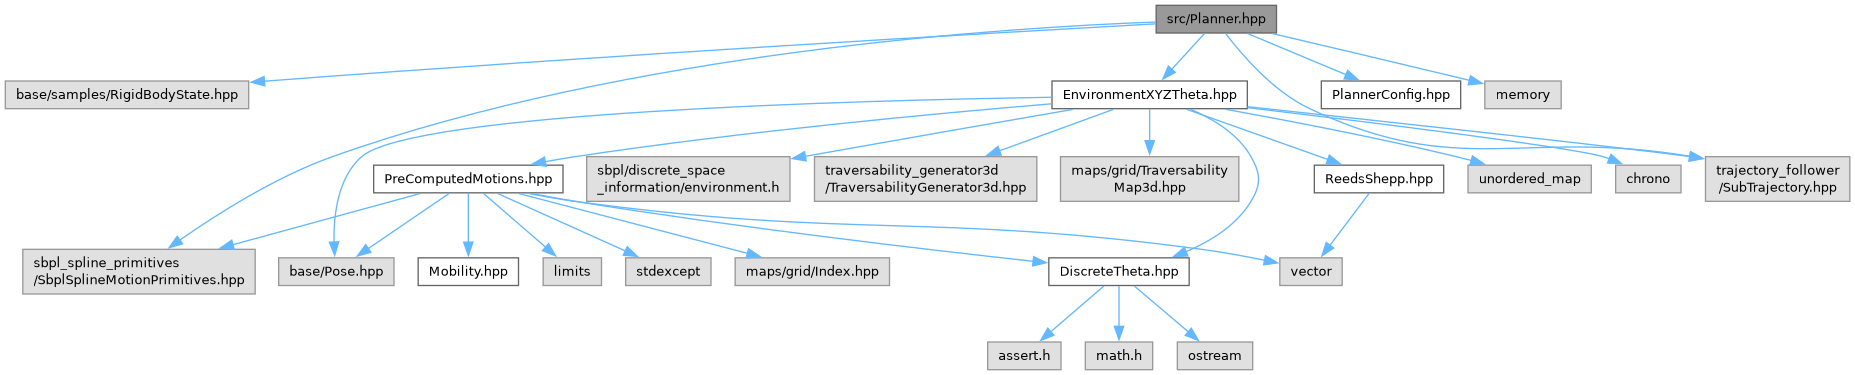 src/Planner.hpp
base/samples/RigidBodyState.hpp
EnvironmentXYZTheta.hpp
PlannerConfig.hpp
memory
PreComputedMotions.hpp
sbpl/discrete_space
_information/environment.h
traversability_generator3d
/TraversabilityGenerator3d.hpp
maps/grid/Traversability
Map3d.hpp
ReedsShepp.hpp
unordered_map
chrono
trajectory_follower
/SubTrajectory.hpp
sbpl_spline_primitives
/SbplSplineMotionPrimitives.hpp
base/Pose.hpp
Mobility.hpp
limits
stdexcept
maps/grid/Index.hpp
DiscreteTheta.hpp
vector
assert.h
math.h
ostream